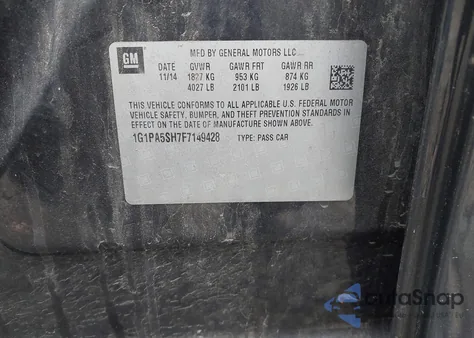 GM
MFD BY GENERAL MOTORS LLC
DATE GVWR GAWR FRT GAWR RR
11/14 1827 KG 953 KG 874 KG
4027 LB 2101 LB 1926 LB
THIS VEHICLE CONFORMS TO ALL APPLICABLE U.S. FEDERAL MOTOR
VEHICLE SAFETY, BUMPER, AND THEFT PREVENTION STANDARDS IN
EFFECT ON THE DATE OF MANUFACTURE SHOWN ABOVE.
1G1PA5SH7F7149428 TYPE: PASS CAR
AutoSnap